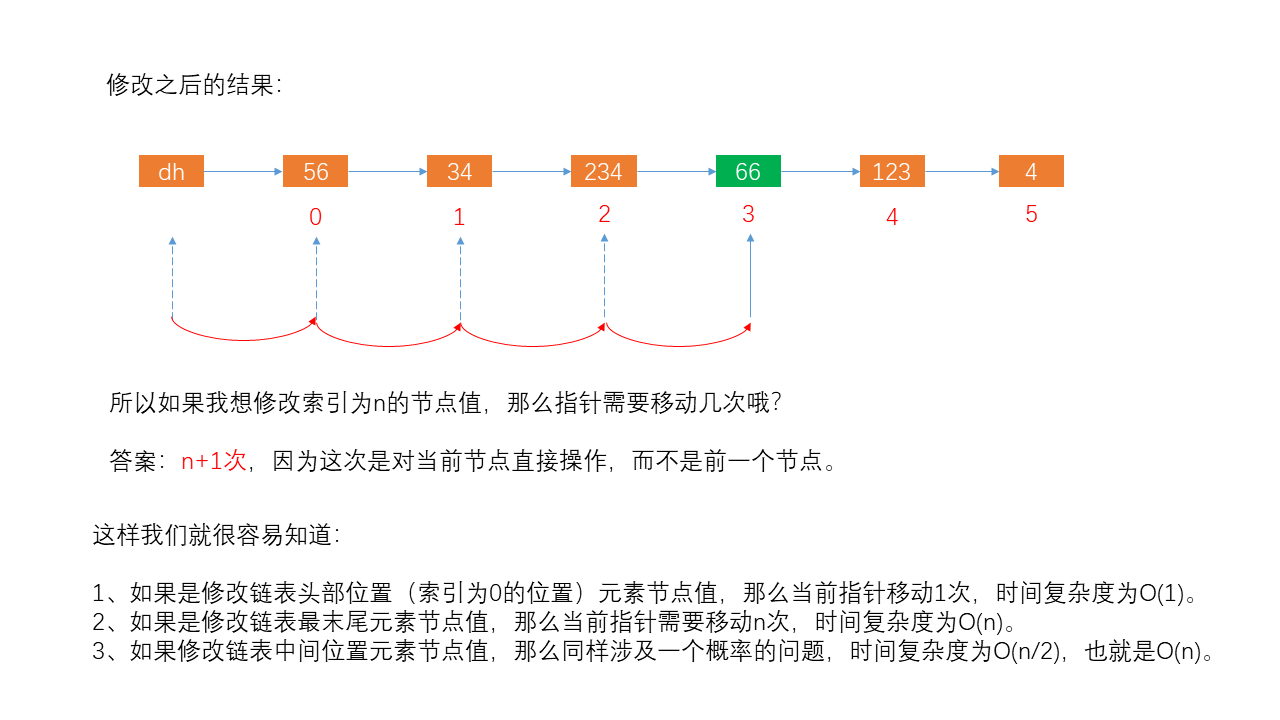 修改之后的结果：
dh 56 34 234 66 123 4
0 1 2 3 4 5
所以如果我想修改索引为n的节点值，那么指针需要移动几次哦？
答案：n+1次，因为这次是对当前节点直接操作，而不是前一个节点。
这样我们就很容易知道：
1、如果是修改链表头部位置（索引为0的位置）元素节点值，那么当前指针移动1次，时间复杂度为O(1)。
2、如果是修改链表最末尾元素节点值，那么当前指针需要移动n次，时间复杂度为O(n)。
3、如果修改链表中间位置元素节点值，那么同样涉及一个概率的问题，时间复杂度为O(n/2)，也就是O(n)。